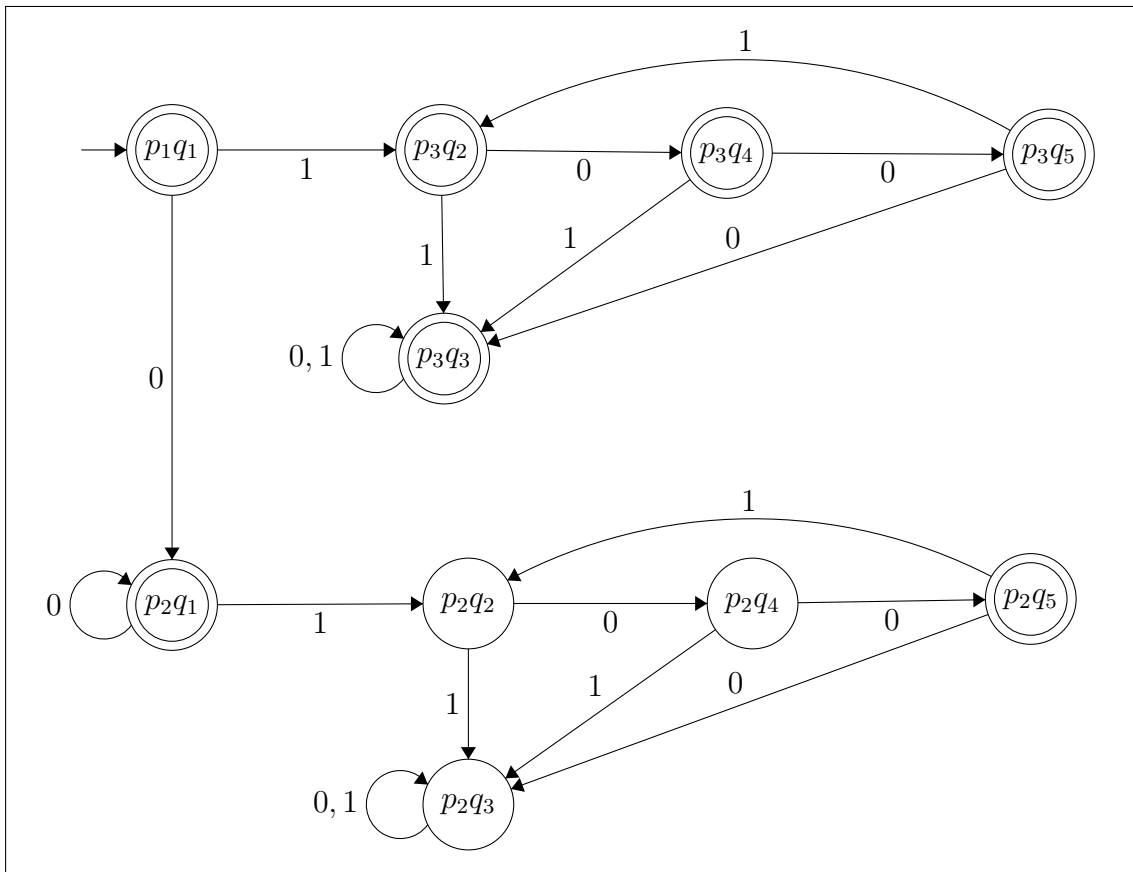 1
p₁q₁ 1 p₃q₂ 0 p₃q₄ 0 p₃q₅
1 1 0
0, 1 p₃q₃
0
1
0 p₂q₁ 1 p₂q₂ 0 p₂q₄ 0 p₂q₅
1 1 0
0, 1 p₂q₃